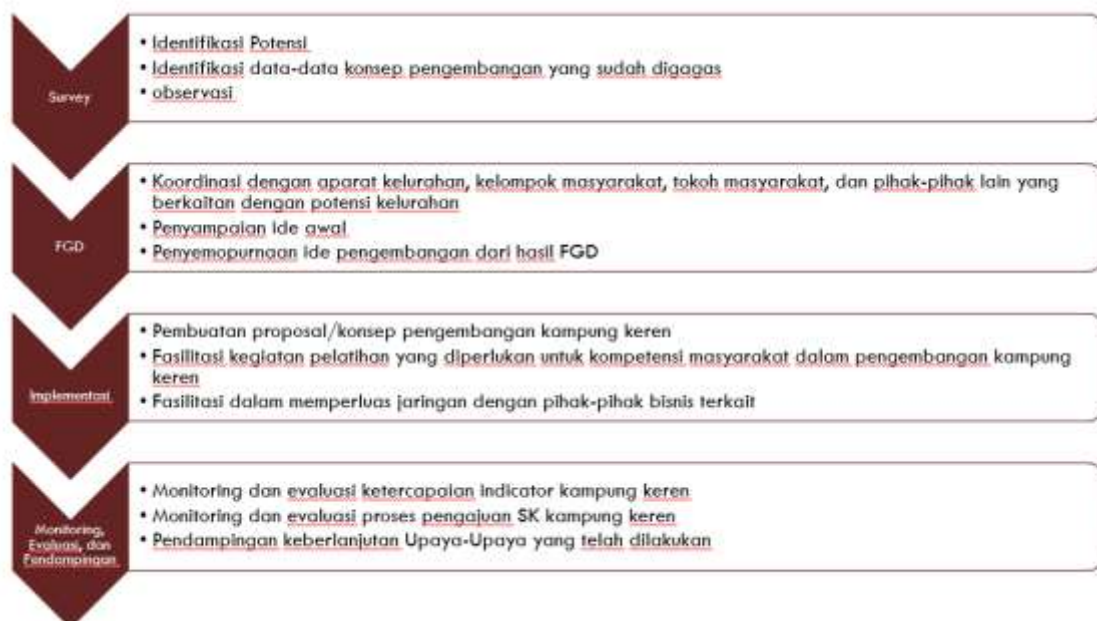 Survey
• Identifikasi Potensi
• Identifikasi data-data konsep pengembangan yang sudah digagas
• observasi
FGD
• Koordinasi dengan aparat kelurahan, kelompok masyarakat, tokoh masyarakat, dan pihak-pihak lain yang
berkaitan dengan potensi kelurahan
• Penyampaian ide awal
• Penyemopurnaan ide pengembangan dari hasil FGD
Implementasi
• Pembuatan proposal/konsep pengembangan kampung keren
• Fasilitasi kegiatan pelatihan yang diperlukan untuk kompetensi masyarakat dalam pengembangan kampung
keren
• Fasilitasi dalam memperluas jaringan dengan pihak-pihak bisnis terkait
Monitoring,
Evaluasi, dan
Pendampingan
• Monitoring dan evaluasi ketercapaian indicator kampung keren
• Monitoring dan evaluasi proses pengajuan SK kampung keren
• Pendampingan keberlanjutan Upaya-Upaya yang telah dilakukan